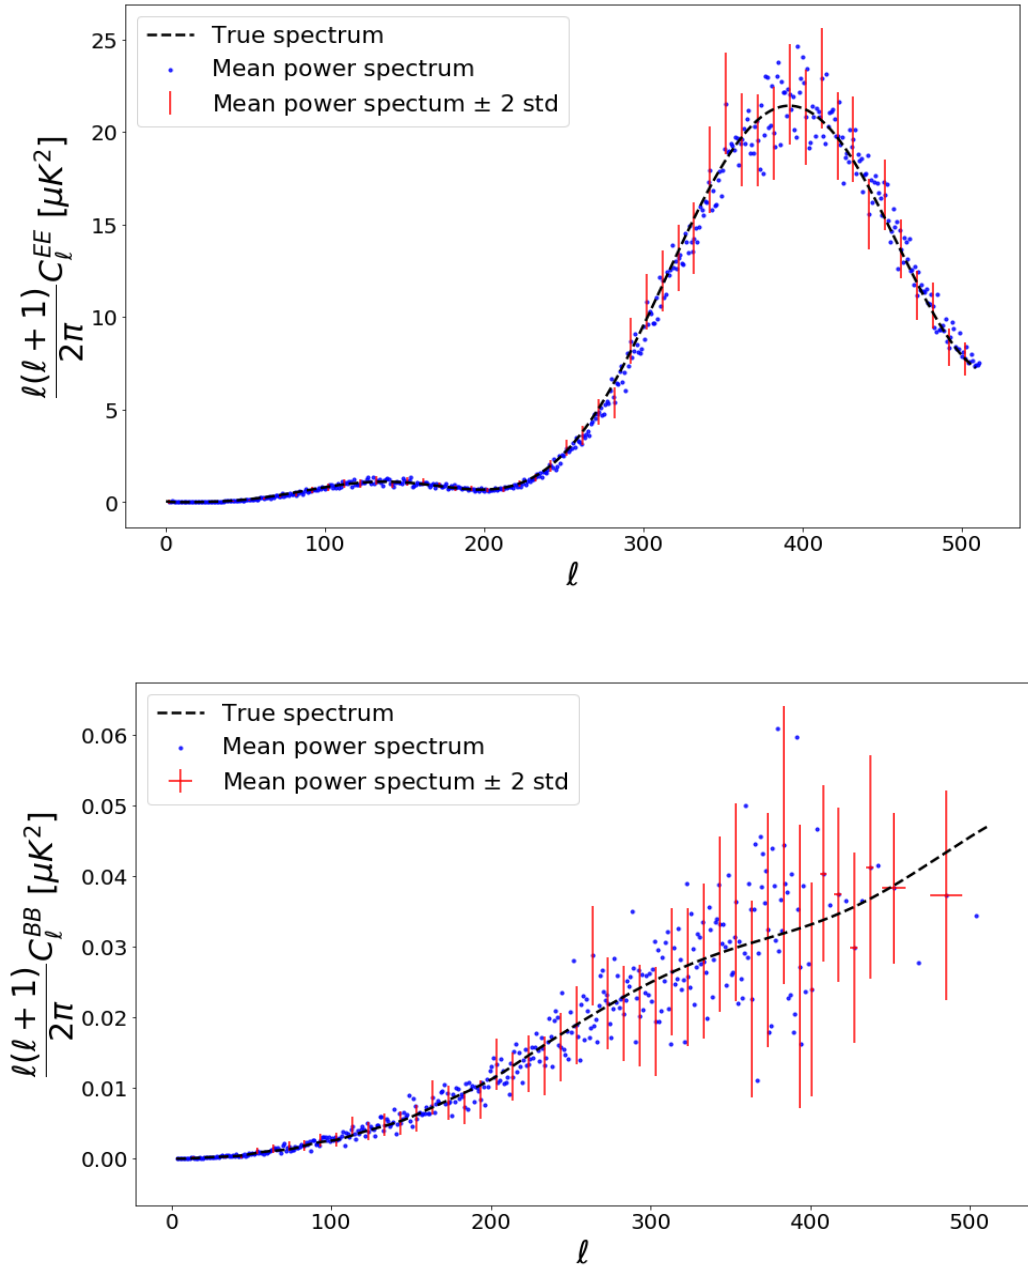 True spectrum
Mean power spectrum
Mean power spectum ± 2 std
25
20
15
10
5
0
ℓ(ℓ + 1)/2π C_ℓ^{EE} [μK²]
0 100 200 300 400 500
ℓ
True spectrum
Mean power spectrum
Mean power spectum ± 2 std
0.06
0.05
0.04
0.03
0.02
0.01
0.00
ℓ(ℓ + 1)/2π C_ℓ^{BB} [μK²]
0 100 200 300 400 500
ℓ